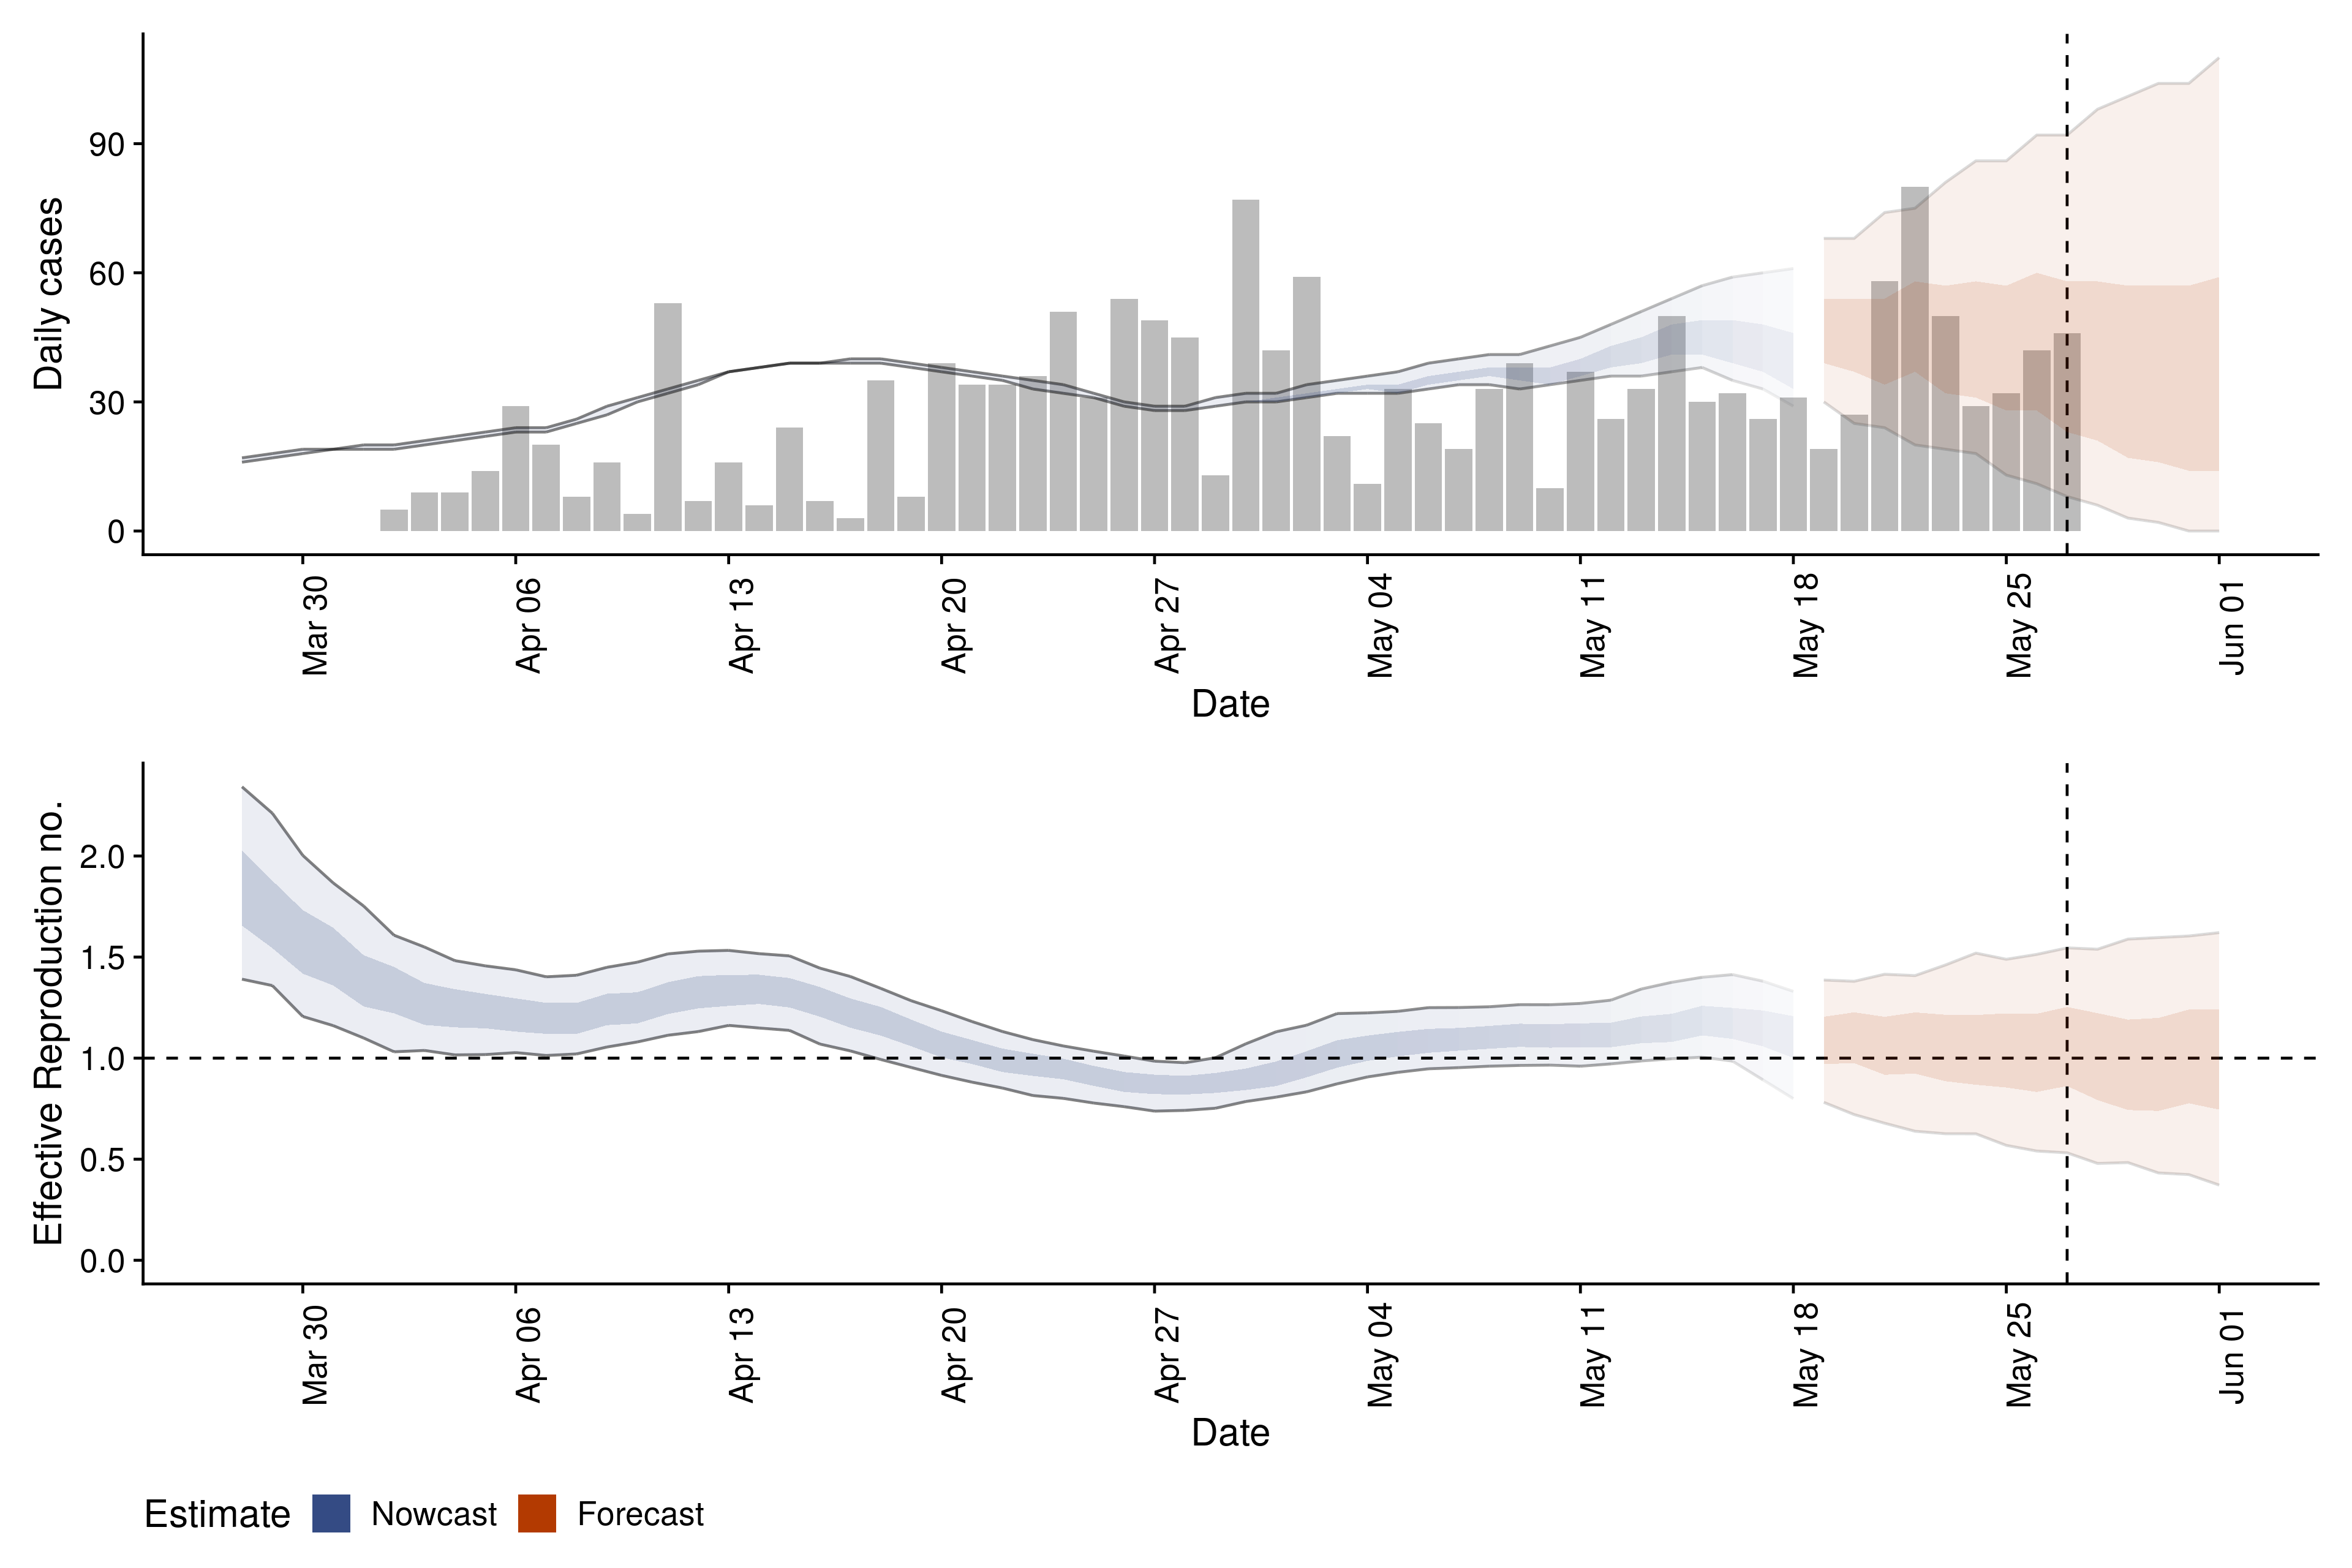 Daily cases
90
60
30
0
Mar 30
Apr 06
Apr 13
Apr 20
Apr 27
May 04
May 11
May 18
May 25
Jun 01
Date
Effective Reproduction no.
2.0
1.5
1.0
0.5
0.0
Mar 30
Apr 06
Apr 13
Apr 20
Apr 27
May 04
May 11
May 18
May 25
Jun 01
Date
Estimate Nowcast Forecast